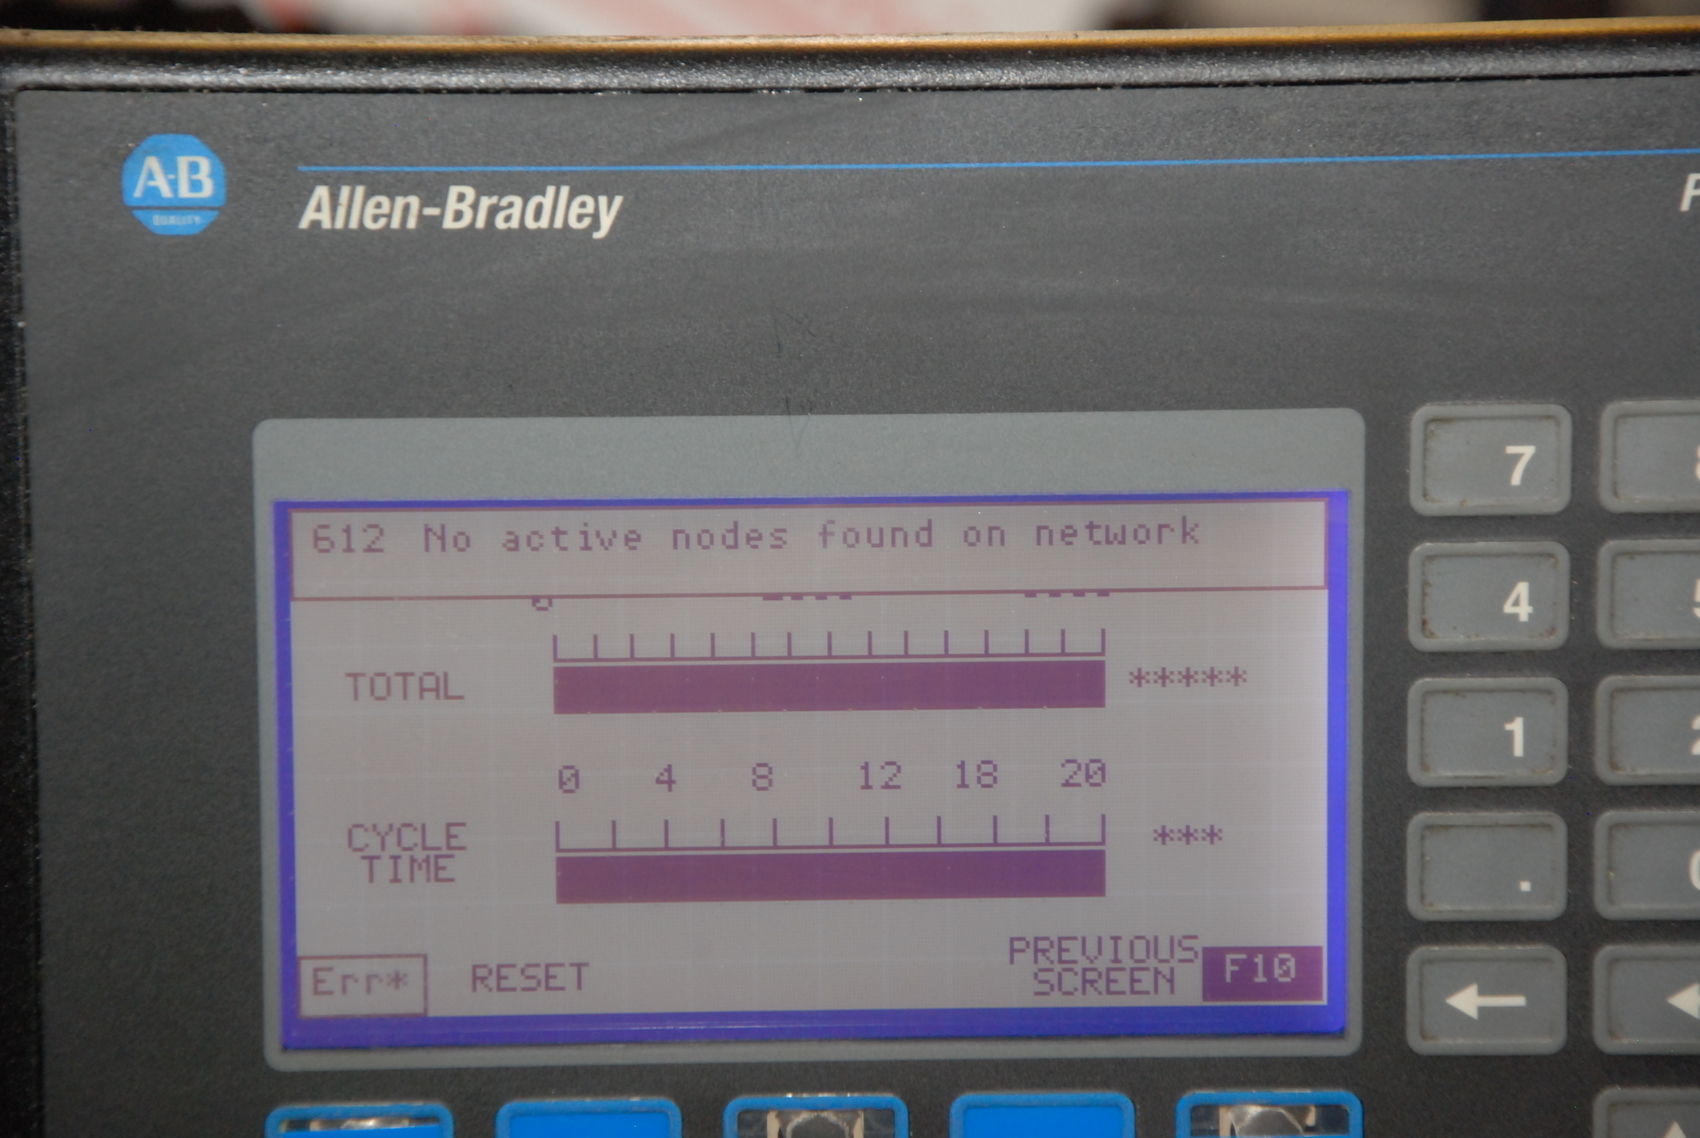 A-B
QUALITY
Allen-Bradley
P
612 No active nodes found on network
TOTAL *****
0 4 8 12 18 20
CYCLE
TIME
***
Err* RESET
PREVIOUS
SCREEN
F10
7
4
1
.